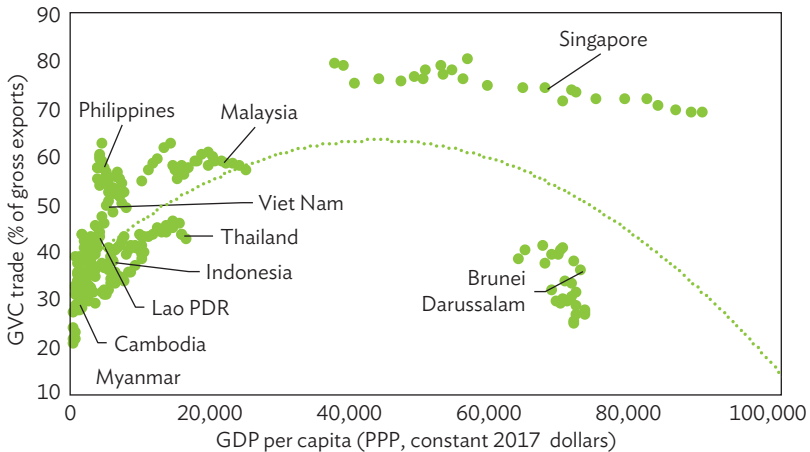 90
80
70
60
50
40
30
20
10
GVC trade (% of gross exports)
Singapore
Philippines
Malaysia
Viet Nam
Thailand
Indonesia
Brunei
Darussalam
Lao PDR
Cambodia
Myanmar
0
20,000
40,000
60,000
80,000
100,000
GDP per capita (PPP, constant 2017 dollars)